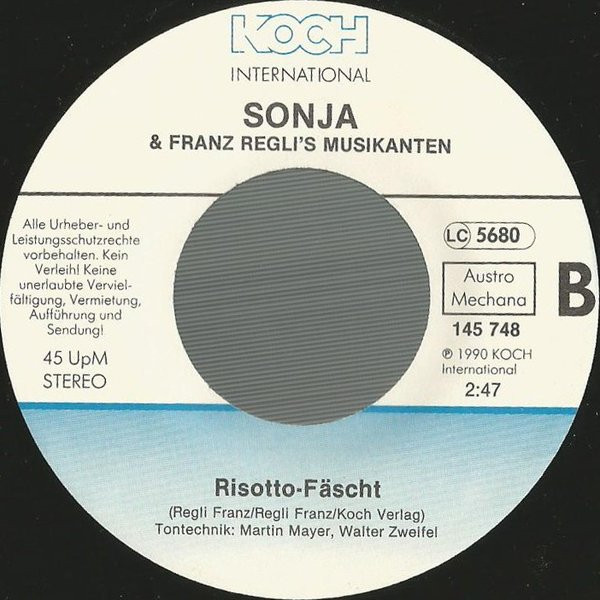 KOCH
INTERNATIONAL
SONJA
& FRANZ REGLI'S MUSIKANTEN
Alle Urheber- und
Leistungsschutzrechte
vorbehalten. Kein
Verleih! Keine
unerlaubte Verviel-
fältigung, Vermietung,
Aufführung und
Sendung!
45 UpM
STEREO
LC 5680
Austro
Mechana
B
145 748
℗ 1990 KOCH
International
2:47
Risotto-Fäscht
(Regli Franz/Regli Franz/Koch Verlag)
Tontechnik: Martin Mayer, Walter Zweifel